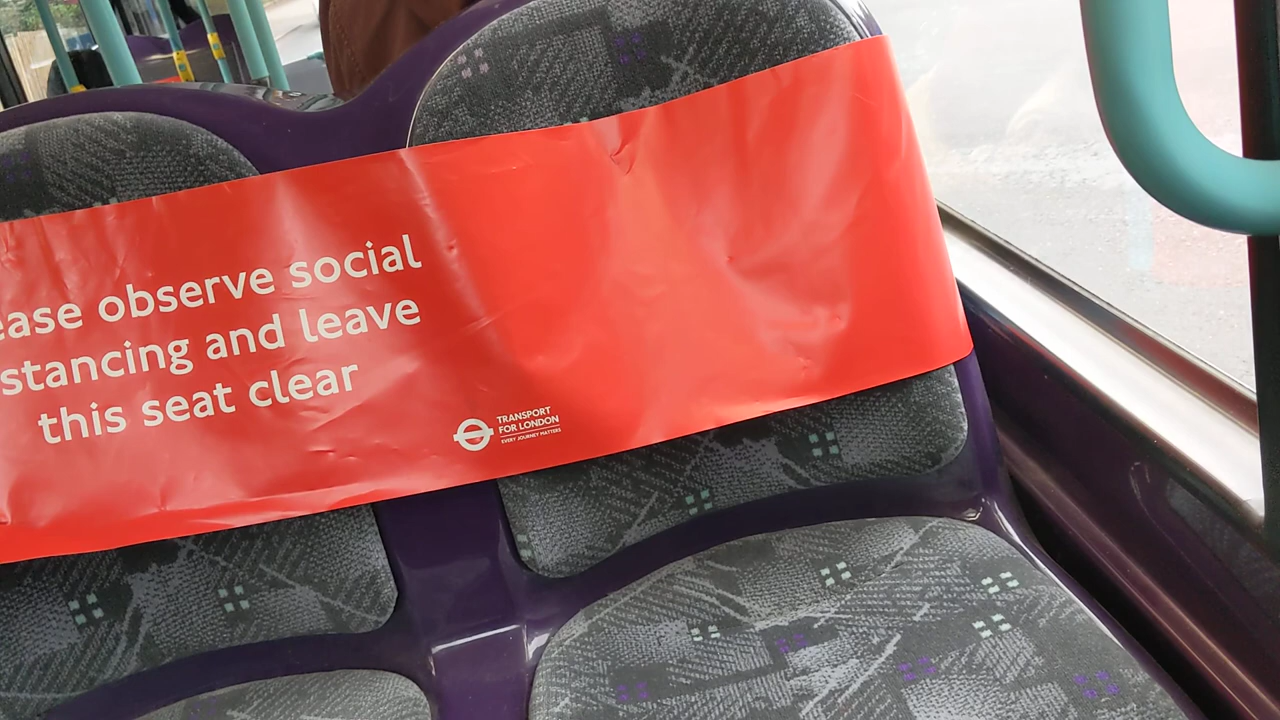 ease observe social
stancing and leave
this seat clear
TRANSPORT
FOR LONDON
EVERY JOURNEY MATTERS